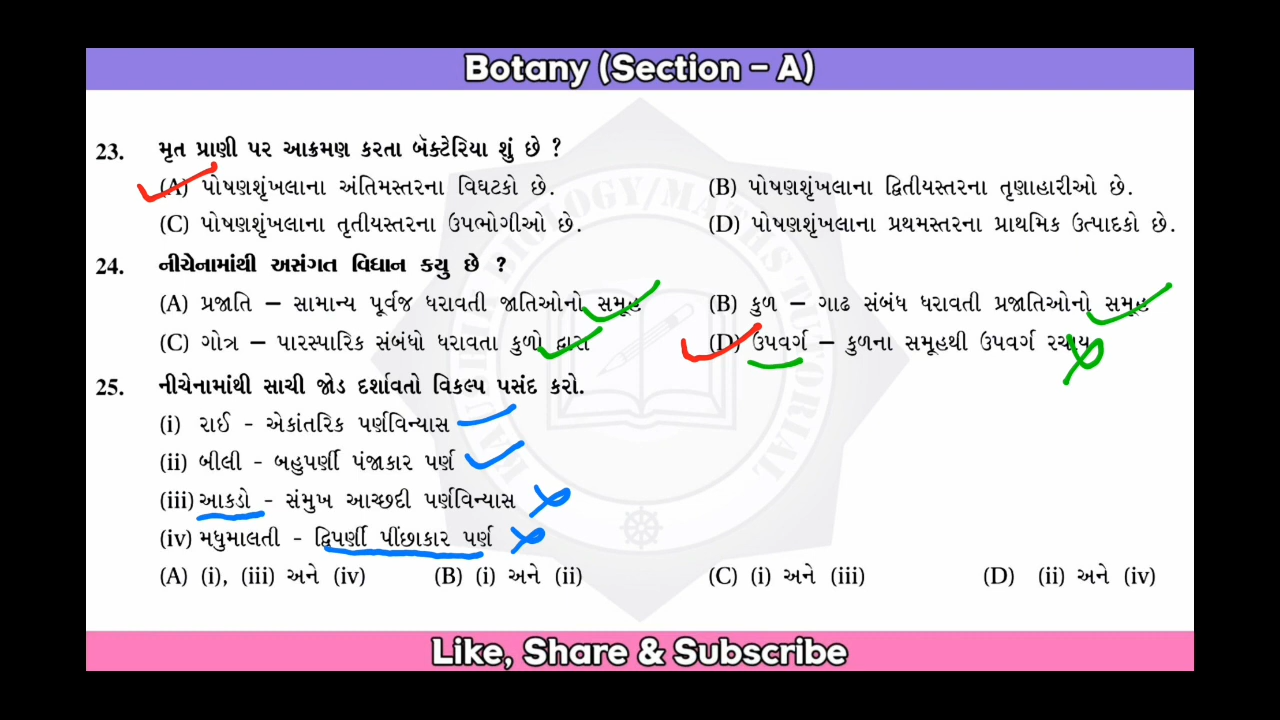 Botany (Section – A)
23. મૃત પ્રાણી પર આક્રમણ કરતા બૅક્ટેરિયા શું છે ?
(A) પોષણશૃંખલાના અંતિમસ્તરના વિઘટકો છે. (B) પોષણશૃંખલાના દ્વિતીયસ્તરના તૃણાહારીઓ છે.
(C) પોષણશૃંખલાના તૃતીયસ્તરના ઉપભોગીઓ છે. (D) પોષણશૃંખલાના પ્રથમસ્તરના પ્રાથમિક ઉત્પાદકો છે.
24. નીચેનામાંથી અસંગત વિધાન કયુ છે ?
(A) પ્રજાતિ – સામાન્ય પૂર્વજ ધરાવતી જાતિઓનો સમૂહ (B) કુળ – ગાઢ સંબંધ ધરાવતી પ્રજાતિઓનો સમૂહ
(C) ગોત્ર – પારસ્પારિક સંબંધો ધરાવતા કુળો દ્વારા (D) ઉપવર્ગ – કુળના સમૂહથી ઉપવર્ગ રચાય
25. નીચેનામાંથી સાચી જોડ દર્શાવતો વિકલ્પ પસંદ કરો.
(i) રાઈ - એકાંતરિક પર્ણવિન્યાસ
(ii) બીલી - બહુપર્ણી પંજાકાર પર્ણ
(iii) આકડો - સંમુખ આચ્છદી પર્ણવિન્યાસ
(iv) મધુમાલતી - દ્વિપર્ણી પીંછાકાર પર્ણ
(A) (i), (iii) અને (iv) (B) (i) અને (ii) (C) (i) અને (iii) (D) (ii) અને (iv)
Like, Share & Subscribe